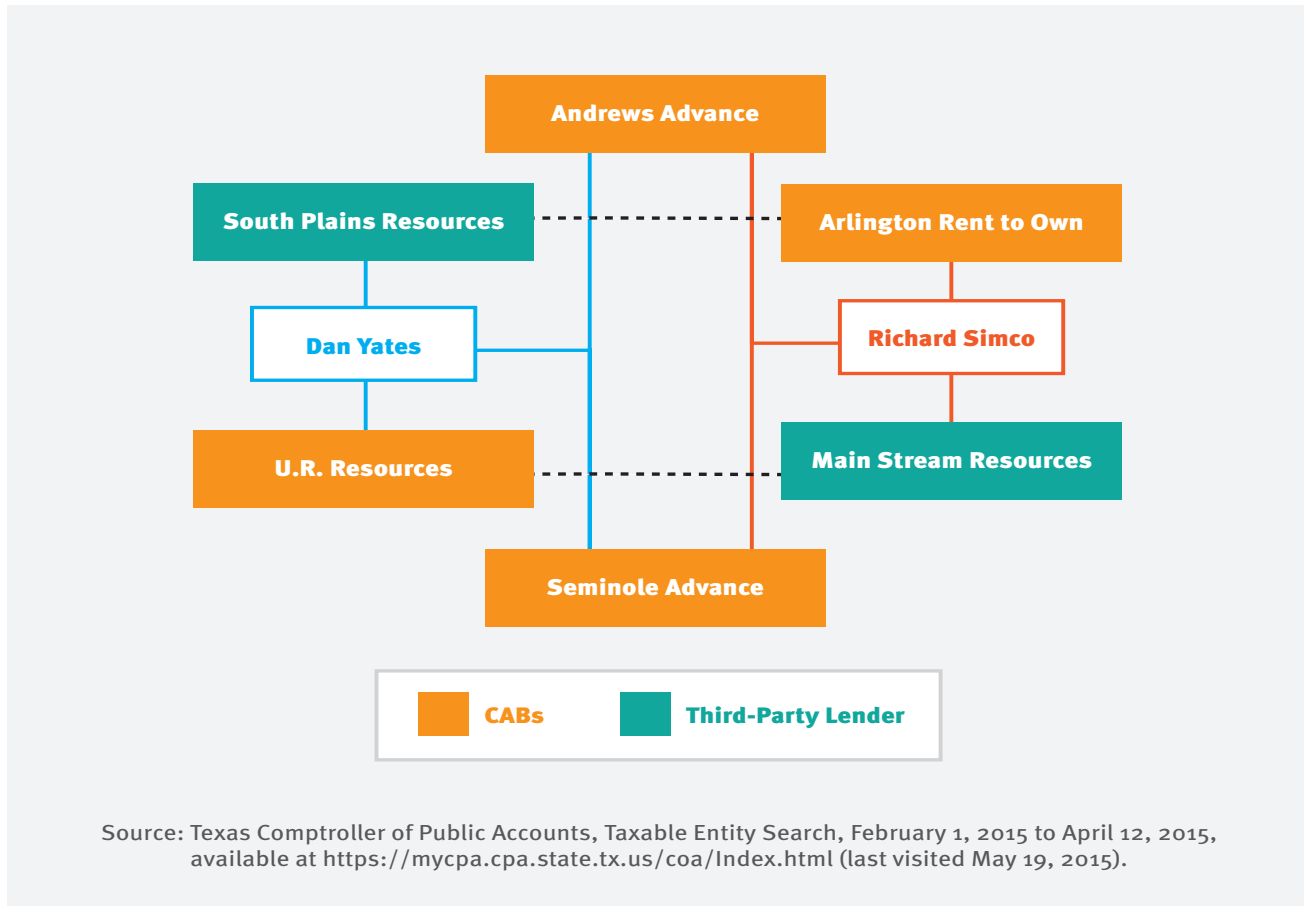 Andrews Advance
South Plains Resources
Arlington Rent to Own
Dan Yates
Richard Simco
U.R. Resources
Main Stream Resources
Seminole Advance
CABs
Third-Party Lender
Source: Texas Comptroller of Public Accounts, Taxable Entity Search, February 1, 2015 to April 12, 2015,
available at https://mycpa.cpa.state.tx.us/coa/Index.html (last visited May 19, 2015).